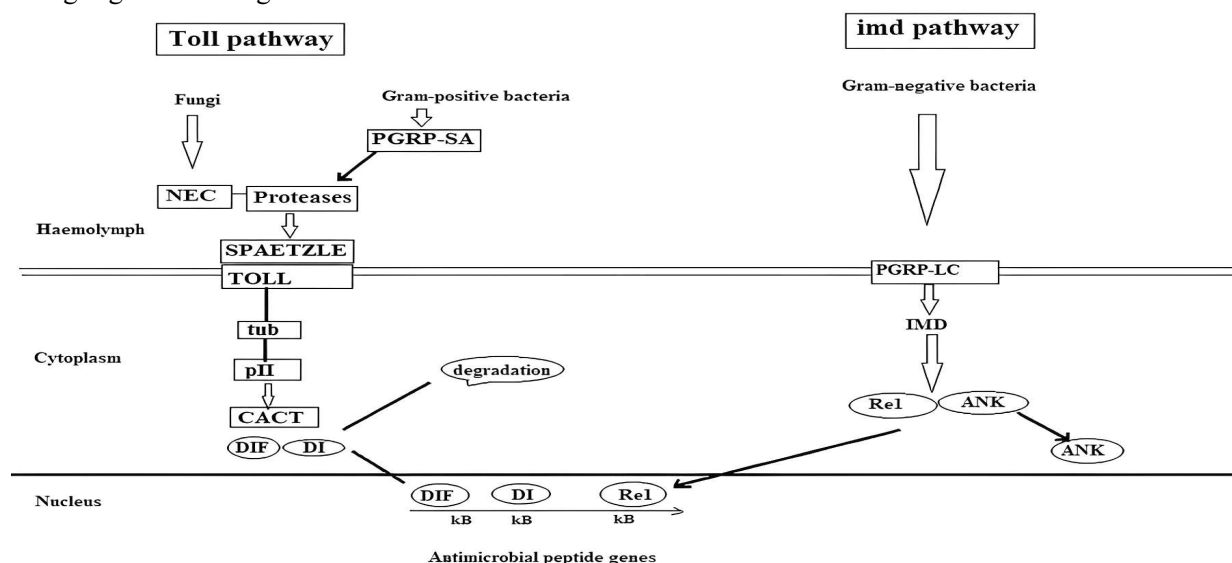 Toll pathway
imd pathway
Fungi
Gram-positive bacteria
Gram-negative bacteria
PGRP-SA
NEC
Proteases
Haemolymph
SPAETZLE
TOLL
PGRP-LC
tub
IMD
Cytoplasm
pII
degradation
CACT
Rel
ANK
DIF
DI
ANK
Nucleus
DIF
DI
Rel
kB
kB
kB
Antimicrobial peptide genes